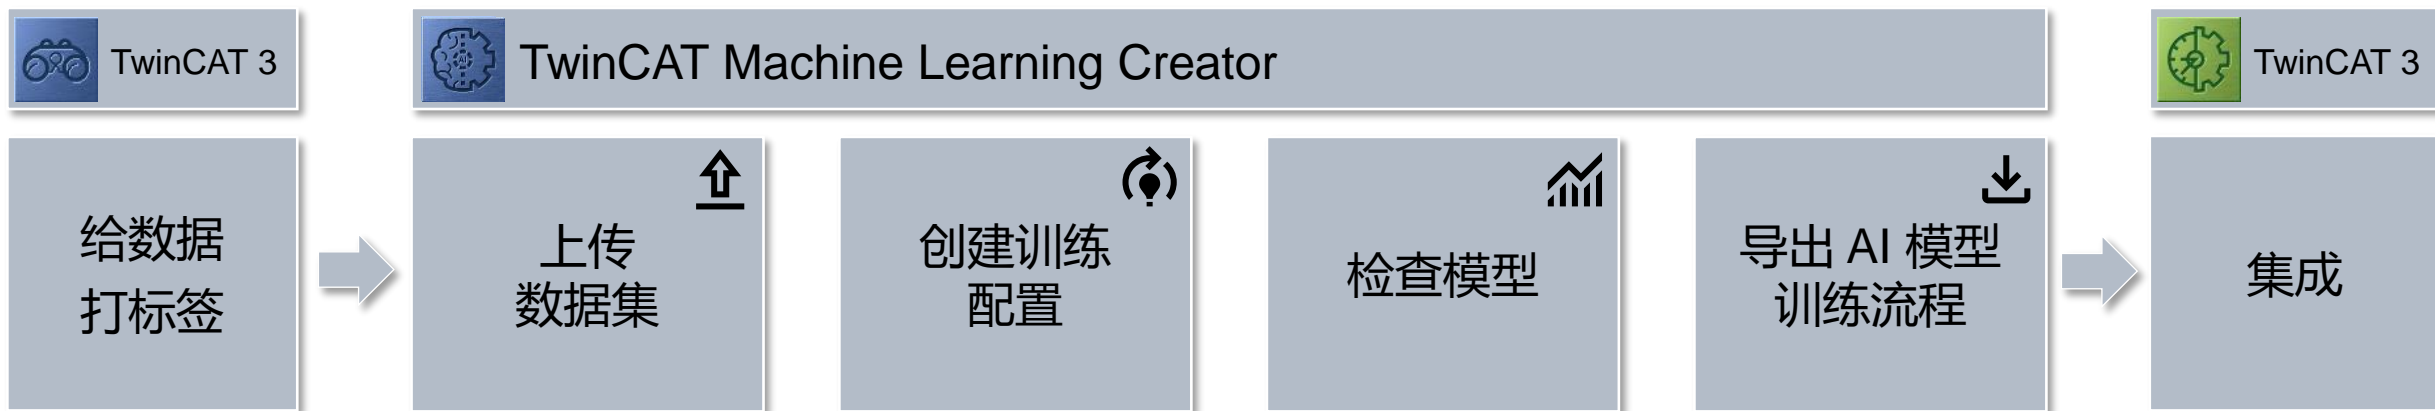 TwinCAT 3
TwinCAT Machine Learning Creator
TwinCAT 3
给数据
打标签
上传
数据集
创建训练
配置
检查模型
导出 AI 模型
训练流程
集成